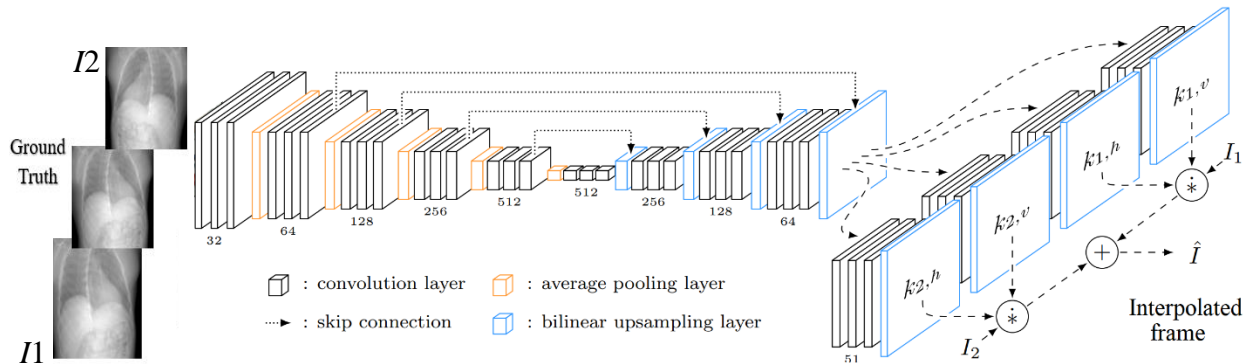 I2
Ground
Truth
I1
32
64
128
256
512
512
256
128
64
51
: convolution layer
: average pooling layer
: skip connection
: bilinear upsampling layer
k1,v
k1,h
k2,v
k2,h
I₁
*
+
Î
*
I₂
Interpolated
frame